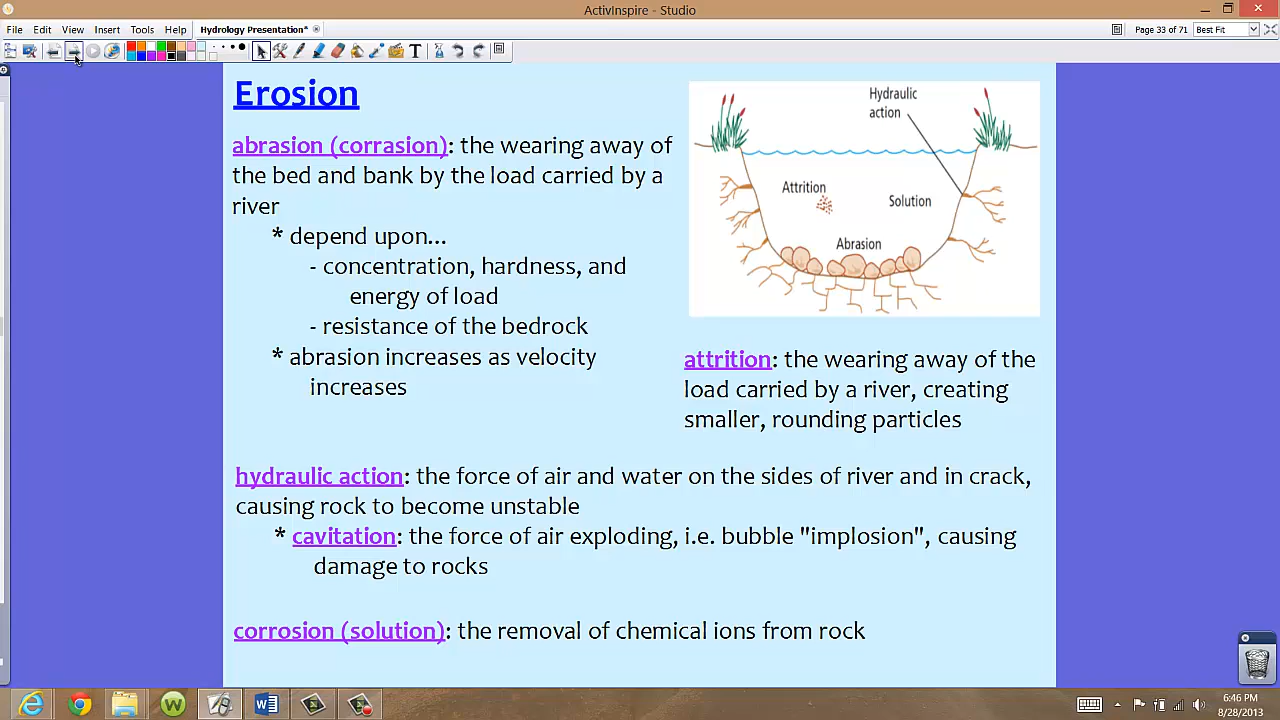 ActivInspire - Studio
File Edit View Insert Tools Help Hydrology Presentation*
Page 33 of 71 Best Fit
Erosion
abrasion (corrasion): the wearing away of
the bed and bank by the load carried by a
river
* depend upon...
- concentration, hardness, and
energy of load
- resistance of the bedrock
* abrasion increases as velocity
increases
Hydraulic
action
Attrition
Solution
Abrasion
attrition: the wearing away of the
load carried by a river, creating
smaller, rounding particles
hydraulic action: the force of air and water on the sides of river and in crack,
causing rock to become unstable
* cavitation: the force of air exploding, i.e. bubble "implosion", causing
damage to rocks
corrosion (solution): the removal of chemical ions from rock
6:46 PM
8/28/2013